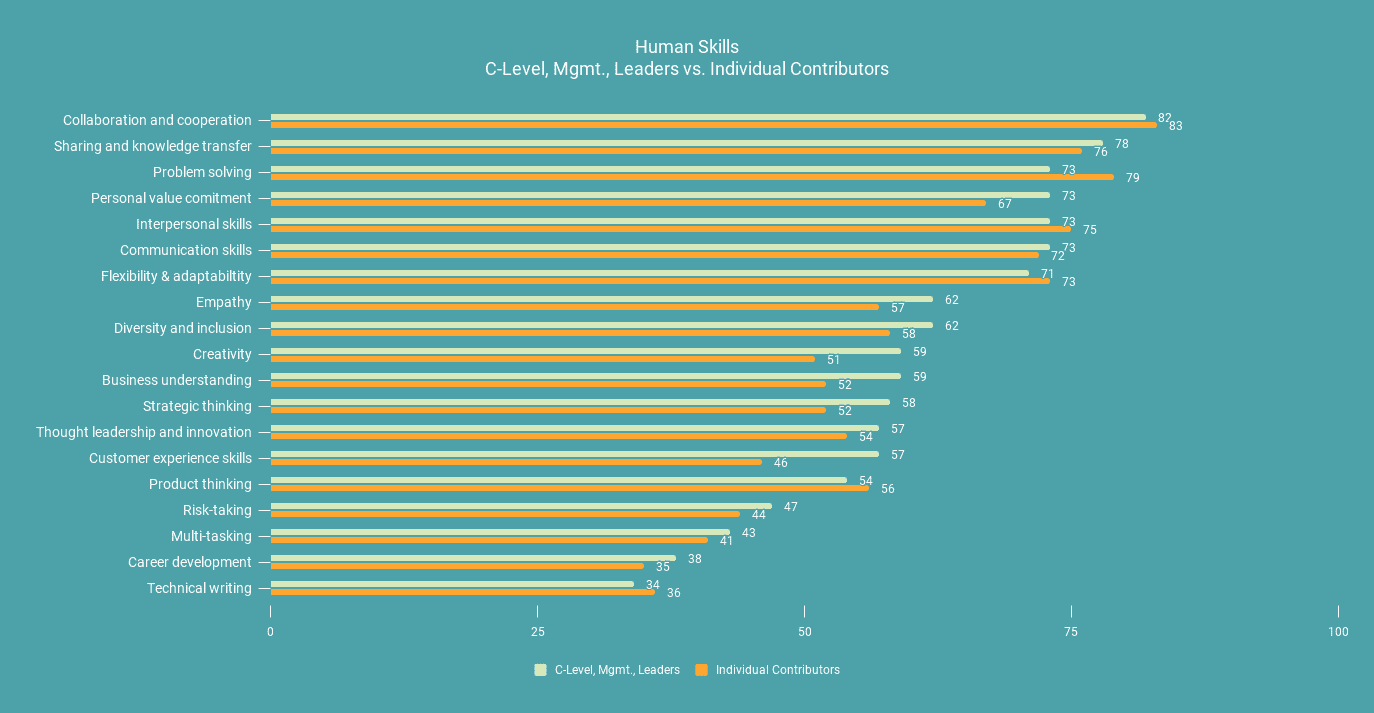 Human Skills
C-Level, Mgmt., Leaders vs. Individual Contributors
Collaboration and cooperation 82 83
Sharing and knowledge transfer 78 76
Problem solving 73 79
Personal value comitment 73 67
Interpersonal skills 73 75
Communication skills 73 72
Flexibility & adaptabiltity 71 73
Empathy 62 57
Diversity and inclusion 62 58
Creativity 59 51
Business understanding 59 52
Strategic thinking 58 52
Thought leadership and innovation 57 54
Customer experience skills 57 46
Product thinking 54 56
Risk-taking 47 44
Multi-tasking 43 41
Career development 38 35
Technical writing 34 36
0 25 50 75 100
C-Level, Mgmt., Leaders Individual Contributors